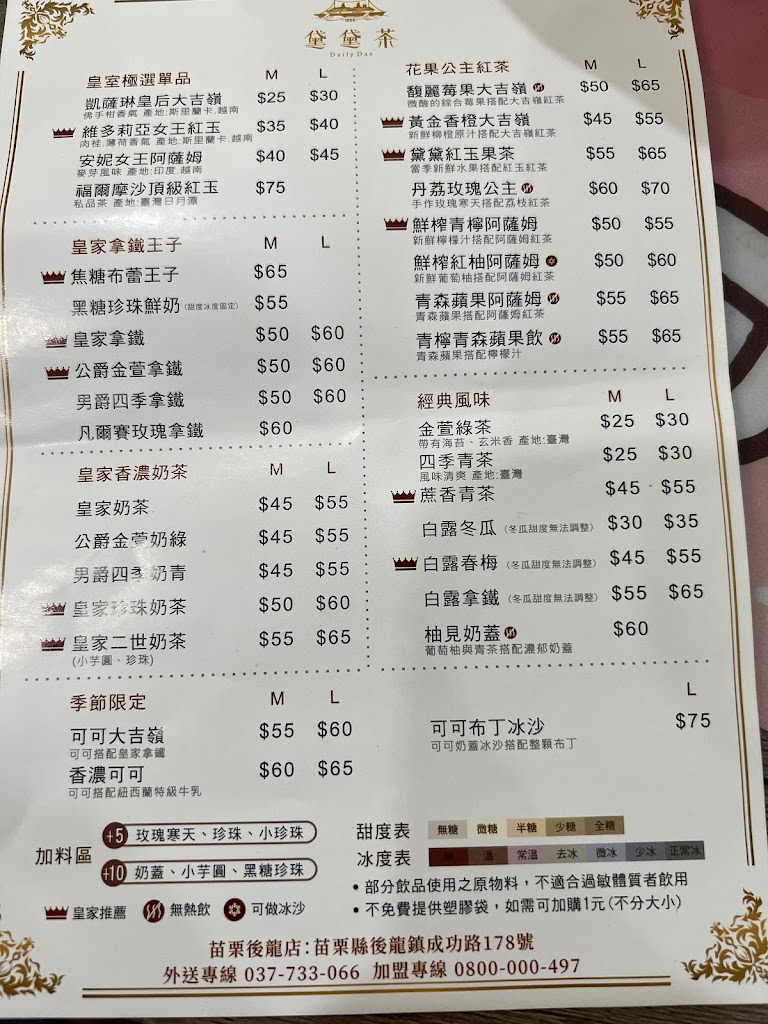 1895
黛黛茶
Daily Dae
皇室極選單品 M L
凱薩琳皇后大吉嶺 $25 $30
佛手柑香氣 產地:斯里蘭卡.越南
維多莉亞女王紅玉 $35 $40
肉桂.薄荷香氣 產地:斯里蘭卡.越南
安妮女王阿薩姆 $40 $45
麥芽風味 產地:印度.越南
福爾摩沙頂級紅玉 $75
私品茶 產地:臺灣日月潭
皇家拿鐵王子 M L
焦糖布蕾王子 $65
黑糖珍珠鮮奶(甜度冰度固定) $55
皇家拿鐵 $50 $60
公爵金萱拿鐵 $50 $60
男爵四季拿鐵 $50 $60
凡爾賽玫瑰拿鐵 $60
皇家香濃奶茶 M L
皇家奶茶 $45 $55
公爵金萱奶綠 $45 $55
男爵四季奶青 $45 $55
皇家珍珠奶茶 $50 $60
皇家二世奶茶 $55 $65
(小芋圓、珍珠)
季節限定 M L
可可大吉嶺 $55 $60
可可搭配皇家拿鐵
香濃可可 $60 $65
可可搭配紐西蘭特級牛乳
花果公主紅茶 M L
馥麗莓果大吉嶺 $50 $65
微醺的綜合莓果搭配大吉嶺紅茶
黃金香橙大吉嶺 $45 $55
新鮮柳橙原汁搭配大吉嶺紅茶
黛黛紅玉果茶 $55 $65
當季新鮮水果搭配紅玉紅茶
丹荔玫瑰公主 $60 $70
手作玫瑰寒天搭配荔枝紅茶
鮮榨青檸阿薩姆 $50 $55
新鮮檸檬汁搭配阿薩姆紅茶
鮮榨紅柚阿薩姆 $50 $60
新鮮葡萄柚搭配阿薩姆紅茶
青森蘋果阿薩姆 $55 $65
青森蘋果搭配阿薩姆紅茶
青檸青森蘋果飲 $55 $65
青森蘋果搭配檸檬汁
經典風味 M L
金萱綠茶 $25 $30
帶有海苔、玄米香 產地:臺灣
四季青茶 $25 $30
風味清爽 產地:臺灣
蔗香青茶 $45 $55
白露冬瓜(冬瓜甜度無法調整) $30 $35
白露春梅(冬瓜甜度無法調整) $45 $55
白露拿鐵(冬瓜甜度無法調整) $55 $65
柚見奶蓋 $60
葡萄柚與青茶搭配濃郁奶蓋
L
可可布丁冰沙 $75
可可奶蓋冰沙搭配整顆布丁
加料區
+5 玫瑰寒天、珍珠、小珍珠
+10 奶蓋、小芋圓、黑糖珍珠
皇家推薦 無熱飲 可做冰沙
甜度表 無糖 微糖 半糖 少糖 全糖
冰度表 熱 溫 常溫 去冰 微冰 少冰 正常冰
•部分飲品使用之原物料，不適合過敏體質者飲用
•不免費提供塑膠袋，如需可加購1元(不分大小)
苗栗後龍店:苗栗縣後龍鎮成功路178號
外送專線 037-733-066 加盟專線 0800-000-497